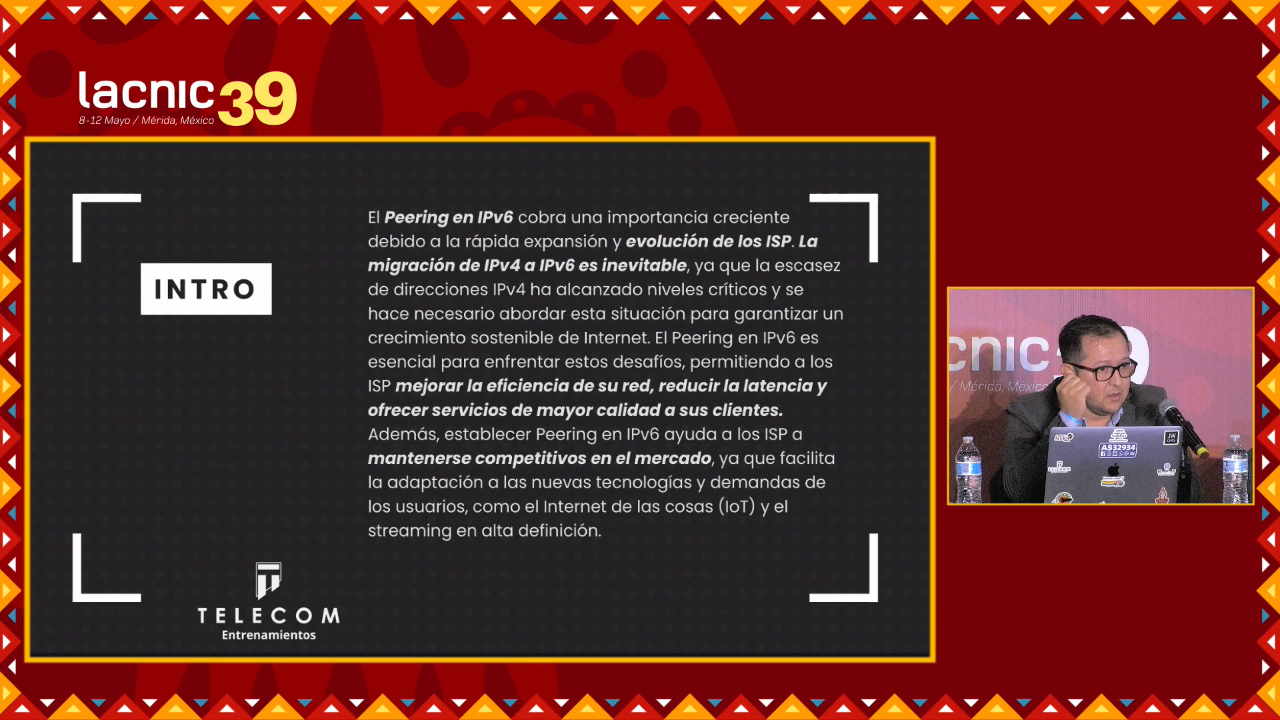 lacnic39
8-12 Mayo / Mérida, México
INTRO
El Peering en IPv6 cobra una importancia creciente
debido a la rápida expansión y evolución de los ISP. La
migración de IPv4 a IPv6 es inevitable, ya que la escasez
de direcciones IPv4 ha alcanzado niveles críticos y se
hace necesario abordar esta situación para garantizar un
crecimiento sostenible de Internet. El Peering en IPv6 es
esencial para enfrentar estos desafíos, permitiendo a los
ISP mejorar la eficiencia de su red, reducir la latencia y
ofrecer servicios de mayor calidad a sus clientes.
Además, establecer Peering en IPv6 ayuda a los ISP a
mantenerse competitivos en el mercado, ya que facilita
la adaptación a las nuevas tecnologías y demandas de
los usuarios, como el Internet de las cosas (IoT) y el
streaming en alta definición.
TELECOM
Entrenamientos
cnic
/ Mérida, México
AS32934